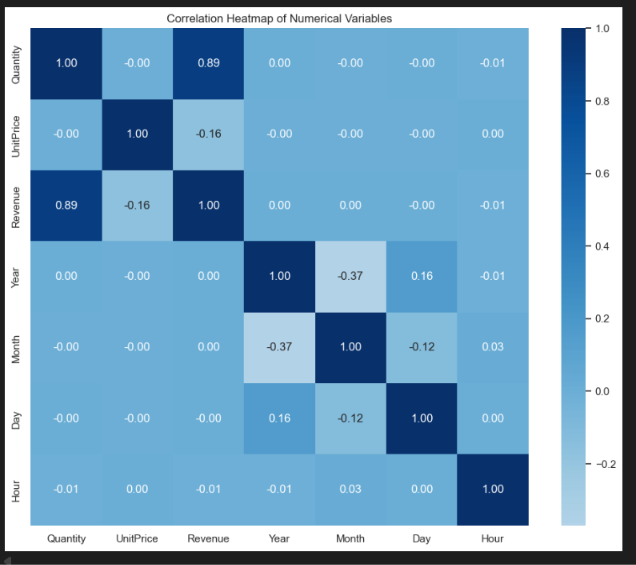 Correlation Heatmap of Numerical Variables
Quantity 1.00 -0.00 0.89 0.00 -0.00 -0.00 -0.01
UnitPrice -0.00 1.00 -0.16 -0.00 -0.00 -0.00 0.00
Revenue 0.89 -0.16 1.00 0.00 0.00 -0.00 -0.01
Year 0.00 -0.00 0.00 1.00 -0.37 0.16 -0.01
Month -0.00 -0.00 0.00 -0.37 1.00 -0.12 0.03
Day -0.00 -0.00 -0.00 0.16 -0.12 1.00 0.00
Hour -0.01 0.00 -0.01 -0.01 0.03 0.00 1.00
Quantity UnitPrice Revenue Year Month Day Hour
1.0
0.8
0.6
0.4
0.2
0.0
−0.2